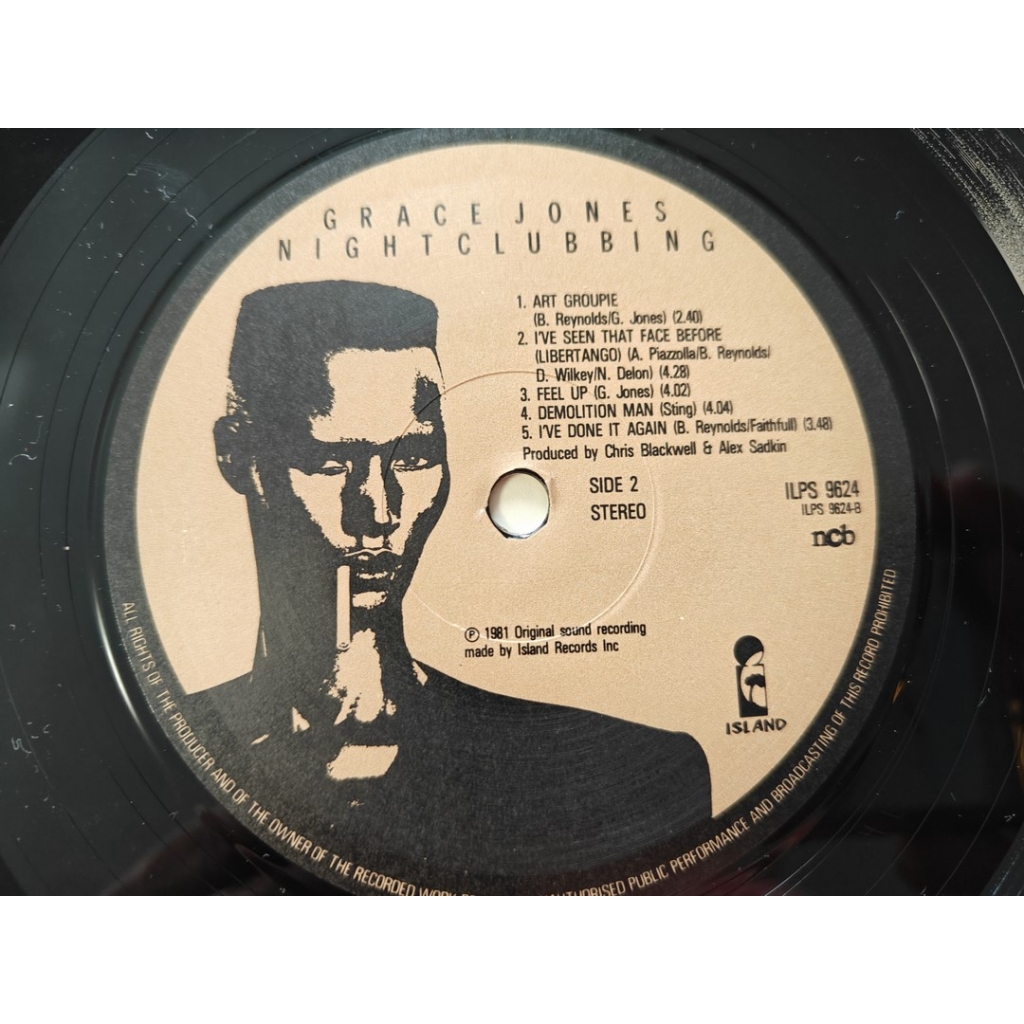 GRACE JONES
NIGHTCLUBBING
1. ART GROUPIE
(B. Reynolds/G. Jones) (2.40)
2. I'VE SEEN THAT FACE BEFORE
(LIBERTANGO) (A. Piazzolla/B. Reynolds/
D. Wilkey/N. Delon) (4.28)
3. FEEL UP (G. Jones) (4.02)
4. DEMOLITION MAN (Sting) (4.04)
5. I'VE DONE IT AGAIN (B. Reynolds/Faithfull) (3.48)
Produced by Chris Blackwell & Alex Sadkin
SIDE 2
STEREO
ILPS 9624
ILPS 9624-B
ncb
℗ 1981 Original sound recording
made by Island Records Inc
ISLAND
ALL RIGHTS OF THE PRODUCER AND OF THE OWNER OF THE RECORDED WORK PUBLIC PERFORMANCE AND BROADCASTING OF THIS RECORD PROHIBITED